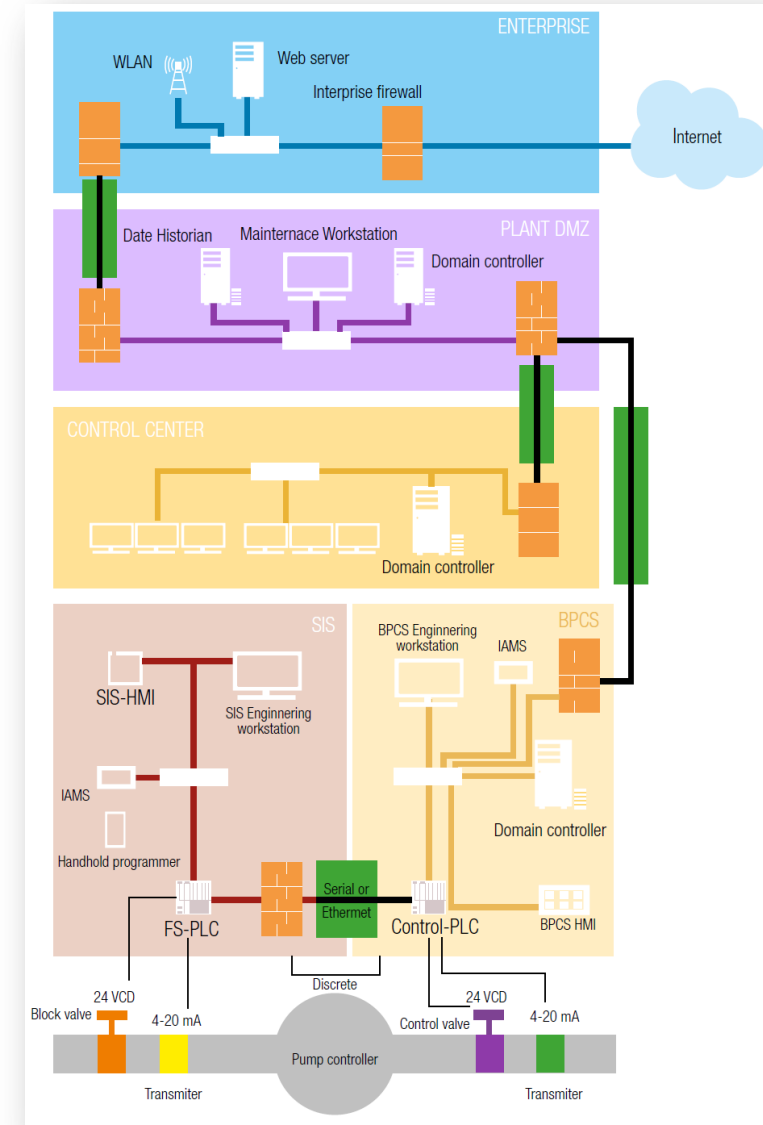 ENTERPRISE
WLAN
Web server
Interprise firewall
Internet
PLANT DMZ
Date Historian
Mainternace Workstation
Domain controller
CONTROL CENTER
Domain controller
SIS
BPCS
BPCS Enginnering
workstation
IAMS
SIS-HMI
SIS Enginnering
workstation
IAMS
Domain controller
Handhold programmer
Serial or
Ethermet
FS-PLC
Control-PLC
BPCS HMI
Discrete
24 VCD
Block valve
4-20 mA
24 VCD
Control valve
4-20 mA
Pump controller
Transmiter
Transmiter